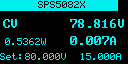 SPS5082X
CV 78.816V
0.5362W 0.007A
Set:80.000V 15.000A